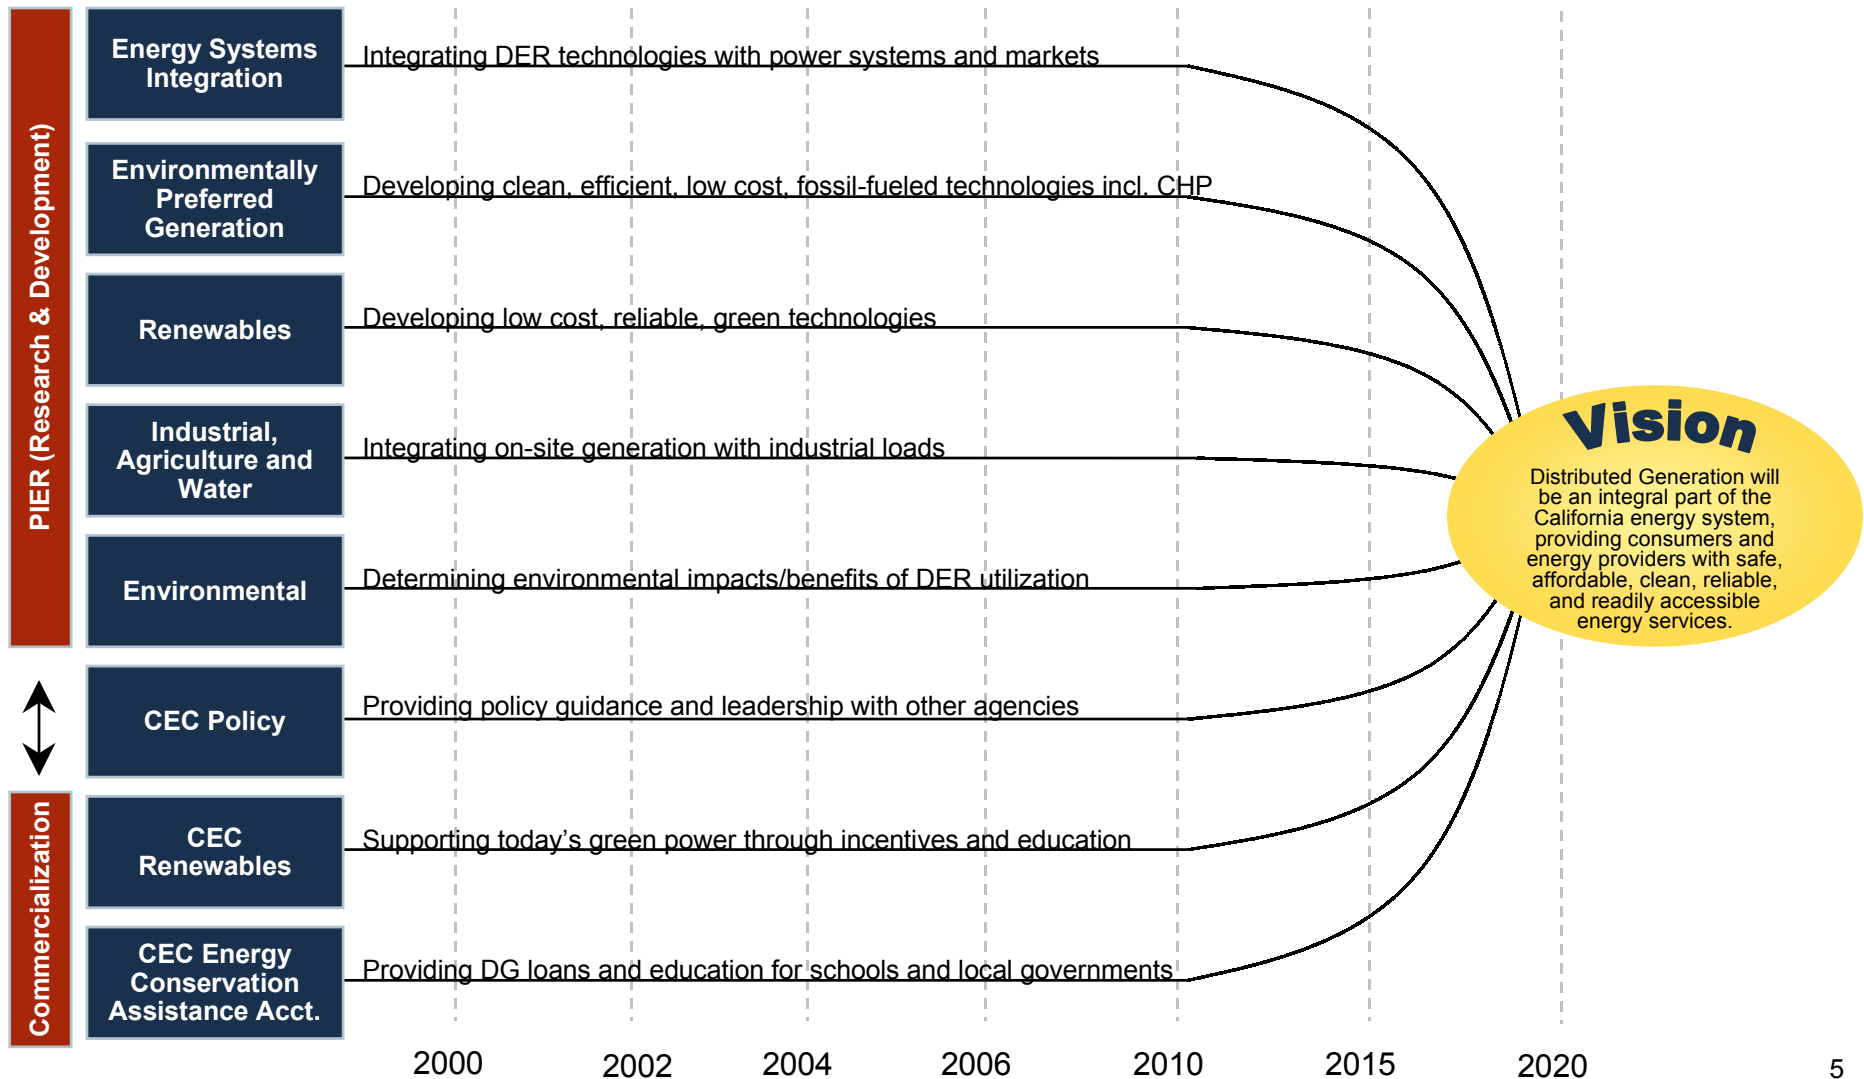 PIER (Research & Development)
Energy Systems
Integration
Integrating DER technologies with power systems and markets
Environmentally
Preferred
Generation
Developing clean, efficient, low cost, fossil-fueled technologies incl. CHP
Renewables
Developing low cost, reliable, green technologies
Industrial,
Agriculture and
Water
Integrating on-site generation with industrial loads
Environmental
Determining environmental impacts/benefits of DER utilization
CEC Policy
Providing policy guidance and leadership with other agencies
Commercialization
CEC
Renewables
Supporting today’s green power through incentives and education
CEC Energy
Conservation
Assistance Acct.
Providing DG loans and education for schools and local governments
Vision
Distributed Generation will
be an integral part of the
California energy system,
providing consumers and
energy providers with safe,
affordable, clean, reliable,
and readily accessible
energy services.
2000 2002 2004 2006 2010 2015 2020
5